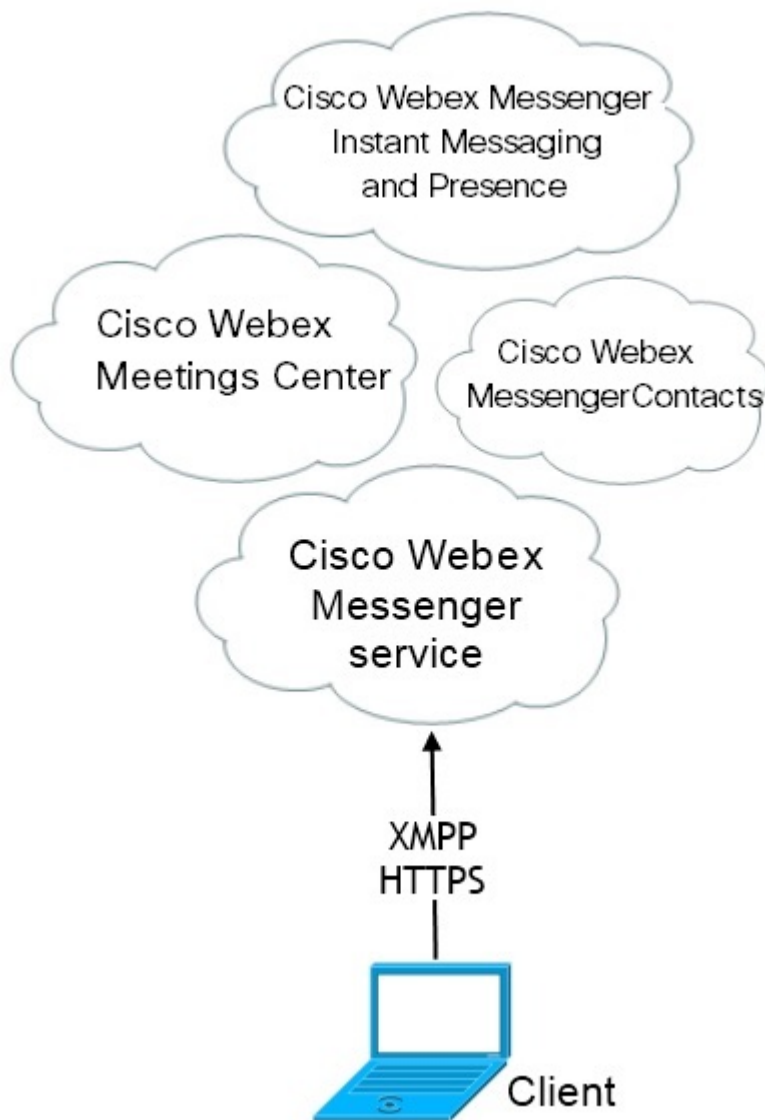 Cisco Webex Messenger
Instant Messaging
and Presence
Cisco Webex
Meetings Center
Cisco Webex
MessengerContacts
Cisco Webex
Messenger
service
XMPP
HTTPS
Client